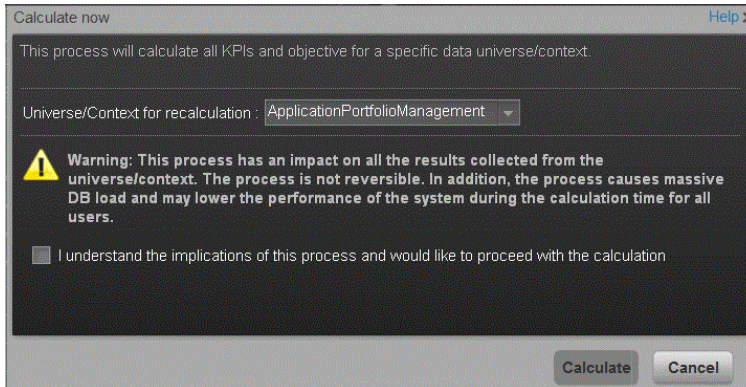 Calculate now
Help
This process will calculate all KPIs and objective for a specific data universe/context.
Universe/Context for recalculation : ApplicationPortfolioManagement
Warning: This process has an impact on all the results collected from the
universe/context. The process is not reversible. In addition, the process causes massive
DB load and may lower the performance of the system during the calculation time for all
users.
I understand the implications of this process and would like to proceed with the calculation
Calculate
Cancel